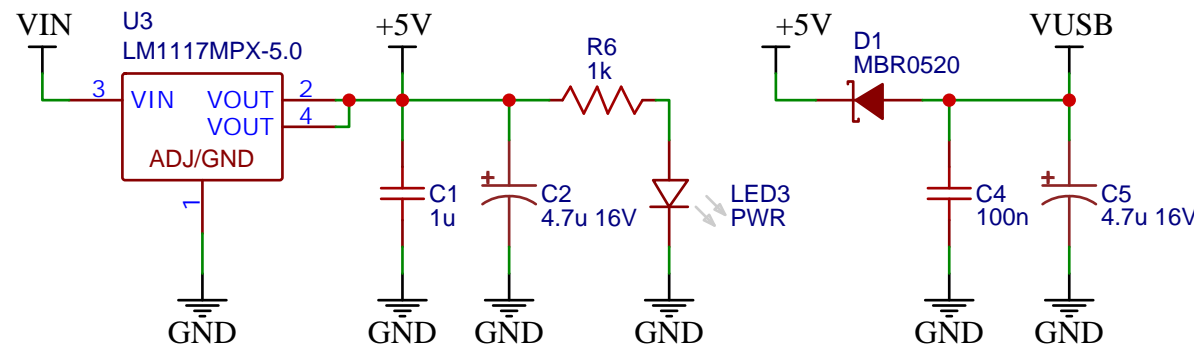 VIN
U3
LM1117MPX-5.0
3
VIN
VOUT
2
VOUT
4
ADJ/GND
1
GND
+5V
C1
1u
GND
+
C2
4.7u 16V
GND
R6
1k
LED3
PWR
GND
+5V
D1
MBR0520
VUSB
C4
100n
GND
+
C5
4.7u 16V
GND